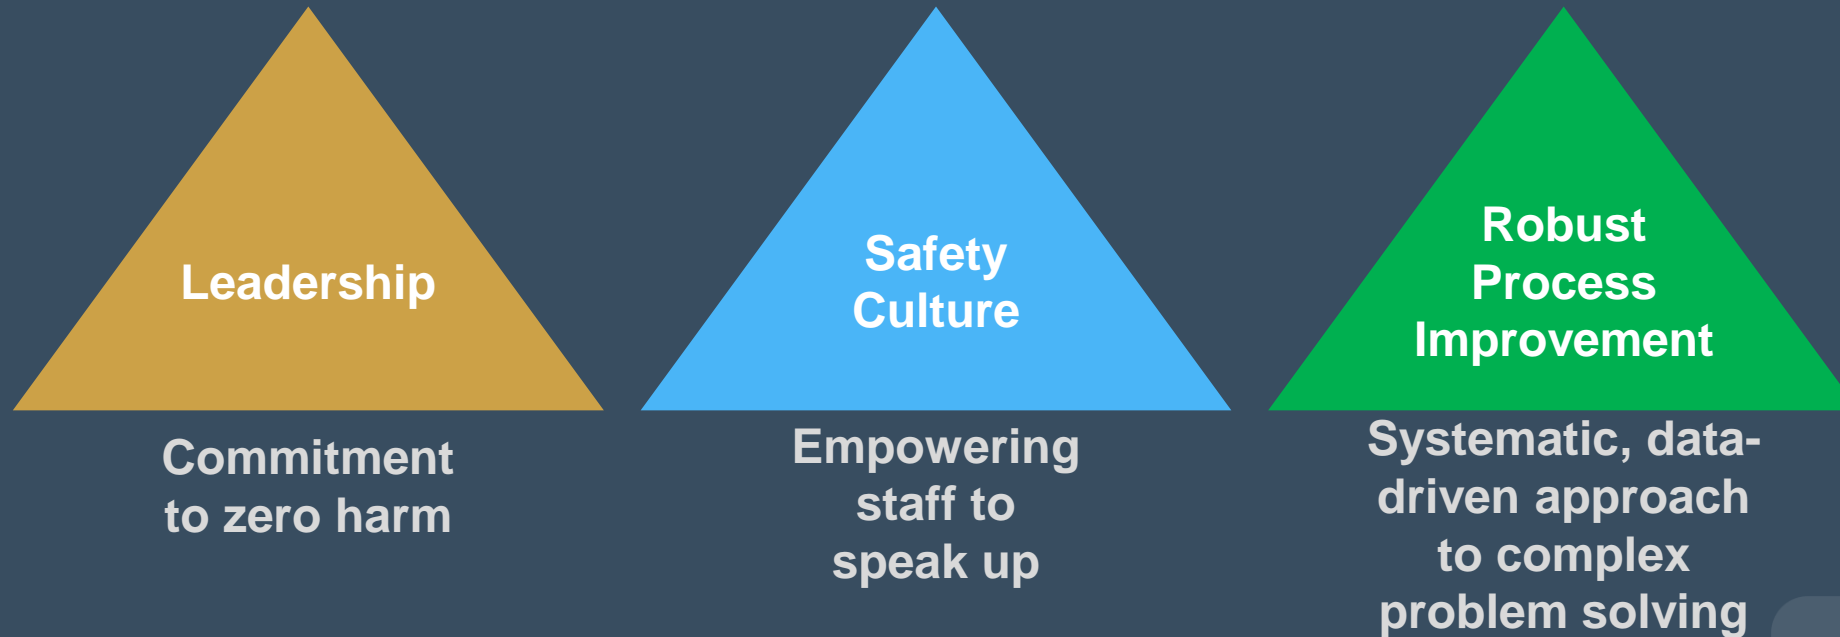 Leadership
Commitment
to zero harm
Safety
Culture
Empowering
staff to
speak up
Robust
Process
Improvement
Systematic, data-
driven approach
to complex
problem solving